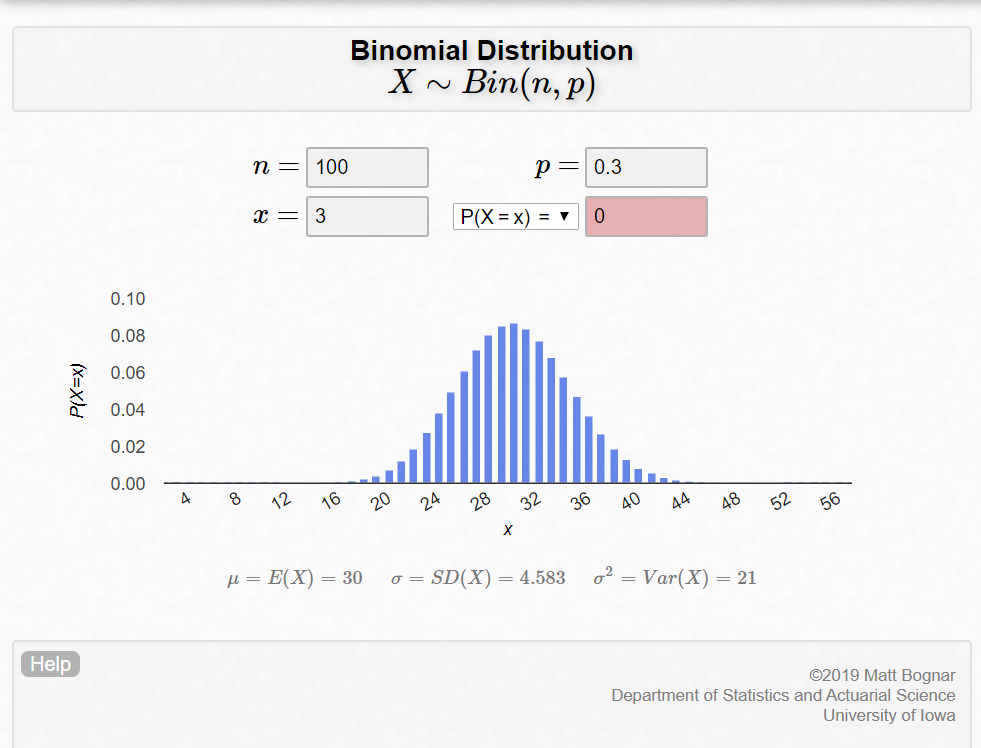 Binomial Distribution
X ∼ Bin(n, p)
n = 100 p = 0.3
x = 3 P(X = x) = ▼ 0
0.10
0.08
0.06
0.04
0.02
0.00
P(X=x)
4 8 12 16 20 24 28 32 36 40 44 48 52 56
x
μ = E(X) = 30 σ = SD(X) = 4.583 σ² = Var(X) = 21
Help
©2019 Matt Bognar
Department of Statistics and Actuarial Science
University of Iowa